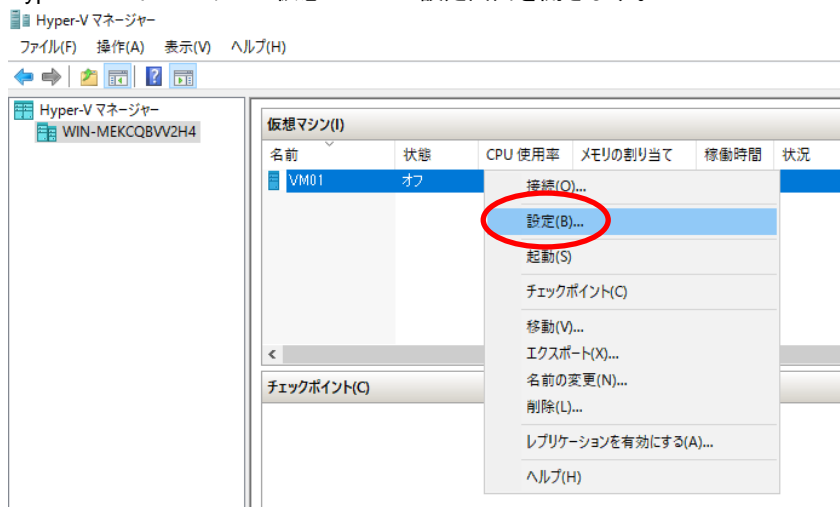 Hyper-V マネージャー
ファイル(F) 操作(A) 表示(V) ヘルプ(H)
Hyper-V マネージャー
WIN-MEKCQBVV2H4
仮想マシン(I)
名前 状態 CPU 使用率 メモリの割り当て 稼働時間 状況
VM01 オフ
接続(O)...
設定(B)...
起動(S)
チェックポイント(C)
移動(V)...
エクスポート(X)...
名前の変更(N)...
削除(L)...
レプリケーションを有効にする(A)...
ヘルプ(H)
チェックポイント(C)